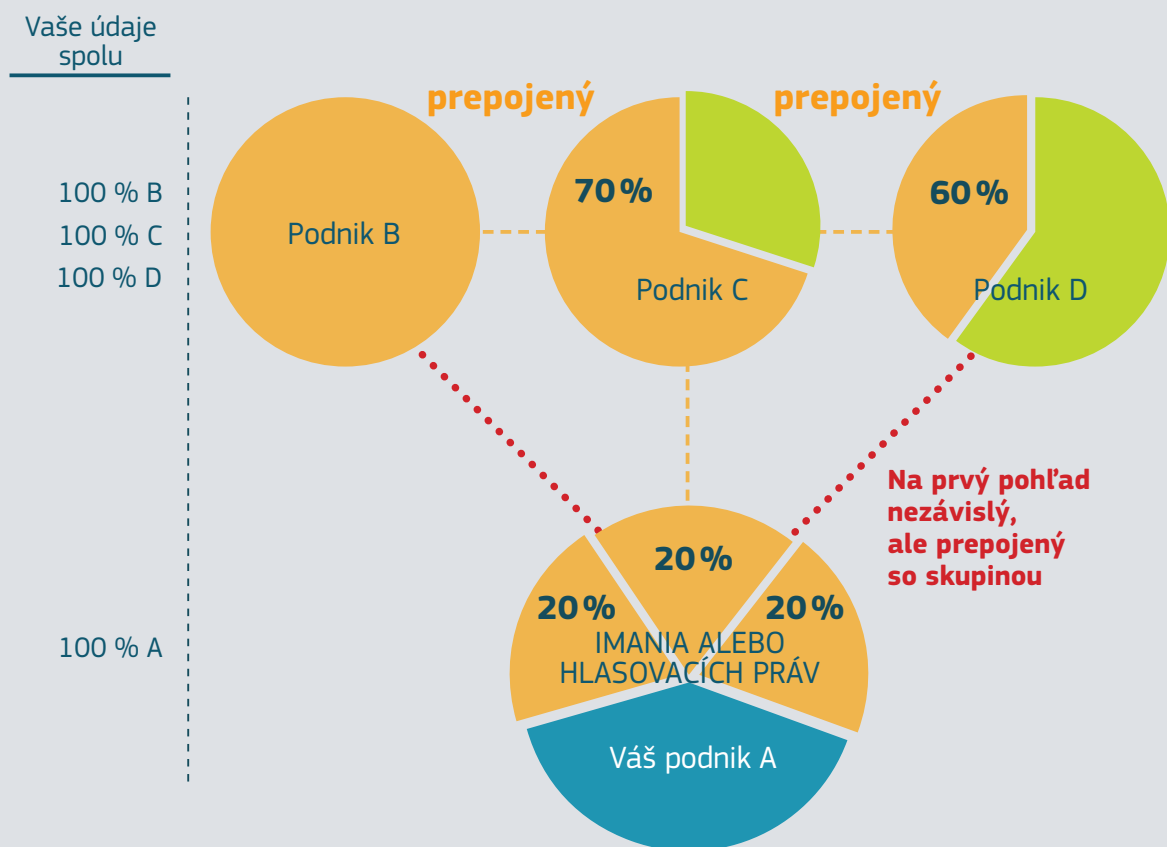 Vaše údaje
spolu
prepojený
prepojený
100 % B
100 % C
100 % D
Podnik B
70 %
Podnik C
60 %
Podnik D
Na prvý pohľad
nezávislý,
ale prepojený
so skupinou
20 %
20 %
20 %
100 % A
IMANIA ALEBO
HLASOVACÍCH PRÁV
Váš podnik A